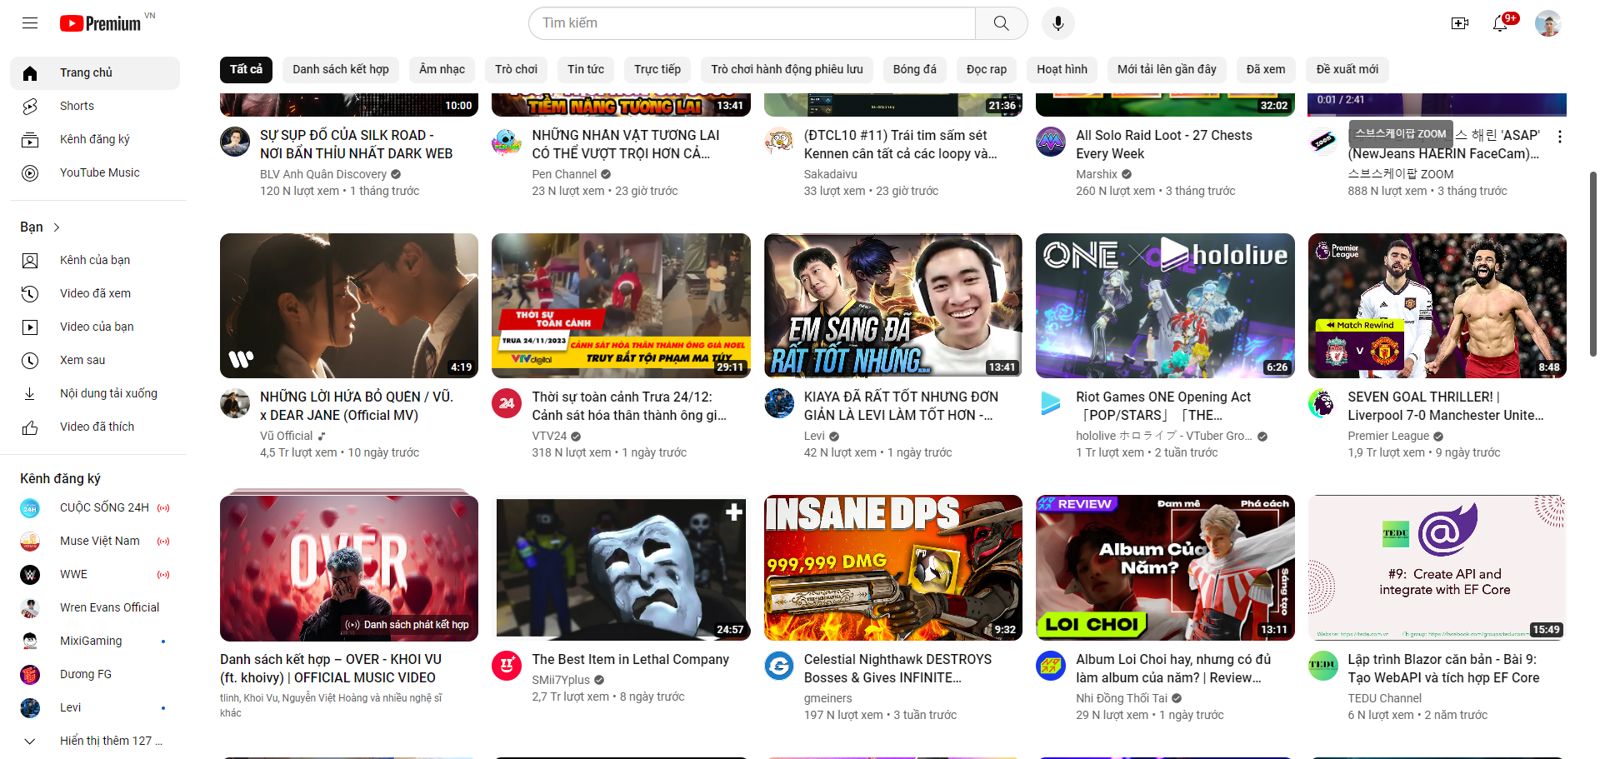 Premium VN
Tìm kiếm
9+
Trang chủ
Shorts
Kênh đăng ký
YouTube Music
Bạn
Kênh của bạn
Video đã xem
Video của bạn
Xem sau
Nội dung tải xuống
Video đã thích
Kênh đăng ký
CUỘC SỐNG 24H
Muse Việt Nam
WWE
Wren Evans Official
MixiGaming
Dương FG
Levi
Hiển thị thêm 127 ...
Tất cả Danh sách kết hợp Âm nhạc Trò chơi Tin tức Trực tiếp Trò chơi hành động phiêu lưu Bóng đá Đọc rap Hoạt hình Mới tải lên gần đây Đã xem Đề xuất mới
10:00
SỰ SỤP ĐỔ CỦA SILK ROAD -
NƠI BẨN THỈU NHẤT DARK WEB
BLV Anh Quân Discovery
120 N lượt xem • 1 tháng trước
TIỀM NĂNG TƯƠNG LAI
13:41
NHỮNG NHÂN VẬT TƯƠNG LAI
CÓ THỂ VƯỢT TRỘI HƠN CẢ...
Pen Channel
23 N lượt xem • 23 giờ trước
21:36
(ĐTCL10 #11) Trái tim sấm sét
Kennen cân tất cả các loopy và...
Sakadaivu
33 lượt xem • 23 giờ trước
32:02
All Solo Raid Loot - 27 Chests
Every Week
Marshix
260 N lượt xem • 3 tháng trước
0:01 / 2:41
스브스케이팝 ZOOM
스 해린 'ASAP'
(NewJeans HAERIN FaceCam)...
스브스케이팝 ZOOM
888 N lượt xem • 3 tháng trước
4:19
NHỮNG LỜI HỨA BỎ QUÊN / VŨ.
x DEAR JANE (Official MV)
Vũ Official
4,5 Tr lượt xem • 10 ngày trước
THỜI SỰ
TOÀN CẢNH
TRƯA 24/11/2023
CẢNH SÁT HÓA THÂN THÀNH ÔNG GIÀ NOEL
VTVdigital
TRUY BẮT TỘI PHẠM MA TÚY
29:11
24
Thời sự toàn cảnh Trưa 24/12:
Cảnh sát hóa thân thành ông gi...
VTV24
318 N lượt xem • 1 ngày trước
EM SANG ĐÃ
RẤT TỐT NHƯNG...
13:41
KIAYA ĐÃ RẤT TỐT NHƯNG ĐƠN
GIẢN LÀ LEVI LÀM TỐT HƠN -...
Levi
42 N lượt xem • 1 ngày trước
ONE × hololive
6:26
Riot Games ONE Opening Act
「POP/STARS」「THE...
hololive ホロライブ - VTuber Gro...
1 Tr lượt xem • 2 tuần trước
Premier
League
Match Rewind
V
8:48
SEVEN GOAL THRILLER! |
Liverpool 7-0 Manchester Unite...
Premier League
1,9 Tr lượt xem • 9 ngày trước
OVER
Danh sách phát kết hợp
Danh sách kết hợp – OVER - KHOI VU
(ft. khoivy) | OFFICIAL MUSIC VIDEO
tlinh, Khoi Vu, Nguyễn Việt Hoàng và nhiều nghệ sĩ
khác
24:57
The Best Item in Lethal Company
SMii7Yplus
2,7 Tr lượt xem • 8 ngày trước
INSANE DPS
999,999 DMG
9:32
Celestial Nighthawk DESTROYS
Bosses & Gives INFINITE...
gmeiners
197 N lượt xem • 3 tuần trước
REVIEW
Đam mê
Phá cách
Album Của
Năm?
Sáng tạo
LOI CHOI
13:11
Album Loi Choi hay, nhưng có đủ
làm album của năm? | Review...
Nhi Đồng Thối Tai
29 N lượt xem • 1 ngày trước
TEDU
#9: Create API and
integrate with EF Core
15:49
TEDU
Lập trình Blazor căn bản - Bài 9:
Tạo WebAPI và tích hợp EF Core
TEDU Channel
6 N lượt xem • 2 năm trước